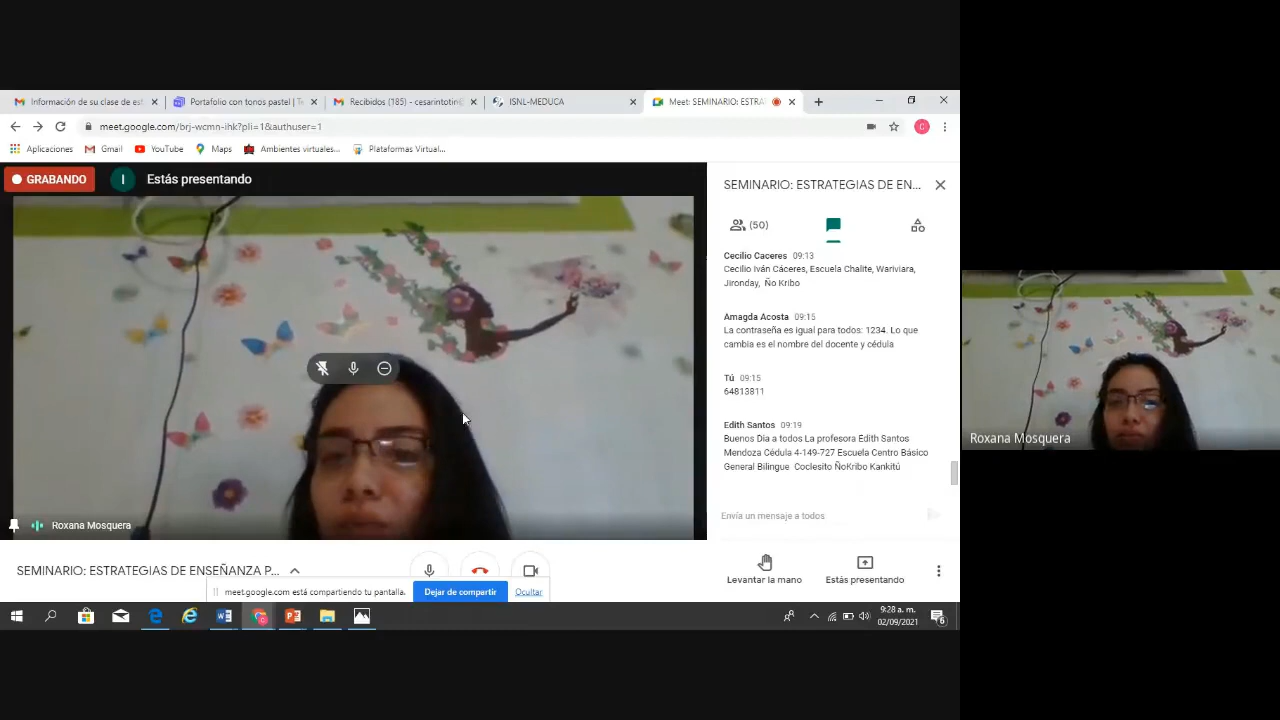 Información de su clase de es
Portafolio con tonos pastel | Te
Recibidos (185) - cesarintotin@
ISNL-MEDUCA
Meet: SEMINARIO: ESTRA
meet.google.com/brj-wcmn-ihk?pli=1&authuser=1
Aplicaciones
Gmail
YouTube
Maps
Ambientes virtuales...
Plataformas Virtual...
GRABANDO
I
Estás presentando
Roxana Mosquera
SEMINARIO: ESTRATEGIAS DE EN...
(50)
Cecilio Caceres 09:13
Cecilio Iván Cáceres, Escuela Chalite, Wariviara,
Jironday, Ño Kribo
Amagda Acosta 09:15
La contraseña es igual para todos: 1234. Lo que
cambia es el nombre del docente y cédula
Tú 09:15
64813811
Edith Santos 09:19
Buenos Dia a todos La profesora Edith Santos
Mendoza Cédula 4-149-727 Escuela Centro Básico
General Bilingue Coclesito ÑoKribo Kankitú
Envía un mensaje a todos
SEMINARIO: ESTRATEGIAS DE ENSEÑANZA P...
Levantar la mano
Estás presentando
meet.google.com está compartiendo tu pantalla.
Dejar de compartir
Ocultar
9:28 a. m.
02/09/2021
6
Roxana Mosquera